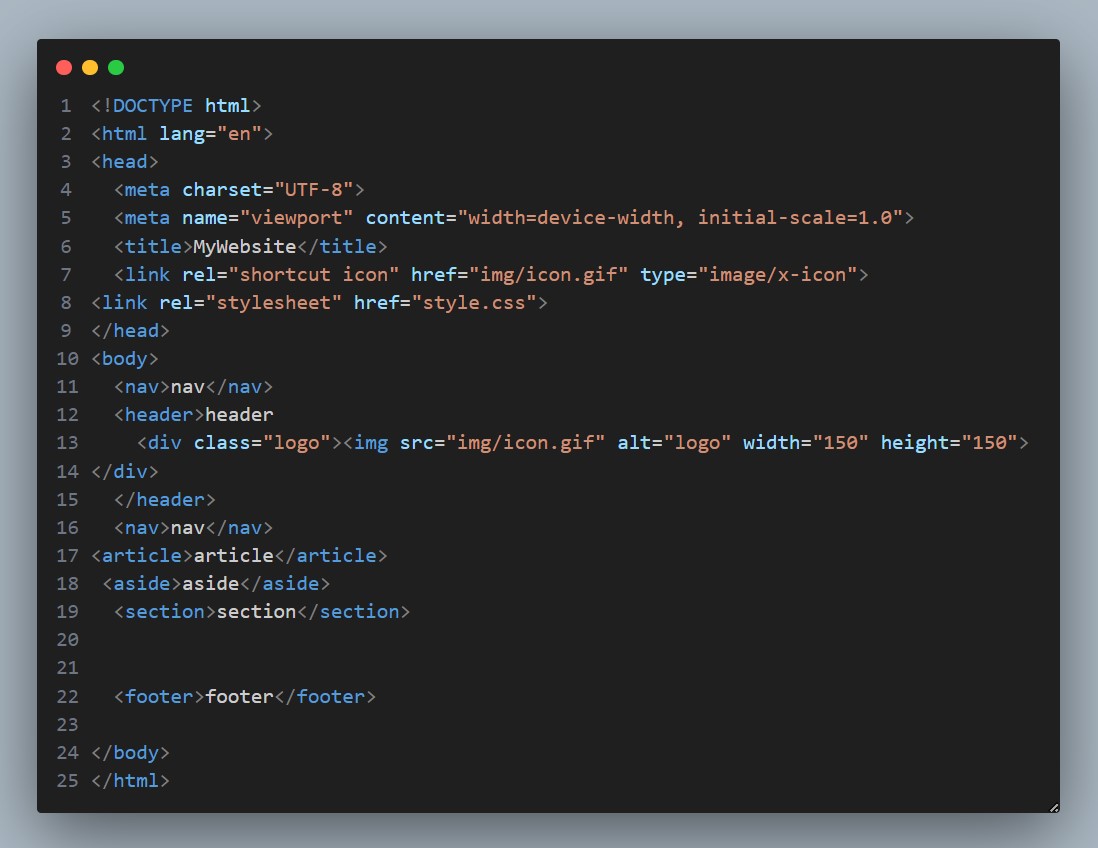 1 <!DOCTYPE html>
2 <html lang="en">
3 <head>
4   <meta charset="UTF-8">
5   <meta name="viewport" content="width=device-width, initial-scale=1.0">
6   <title>MyWebsite</title>
7   <link rel="shortcut icon" href="img/icon.gif" type="image/x-icon">
8 <link rel="stylesheet" href="style.css">
9 </head>
10 <body>
11   <nav>nav</nav>
12   <header>header
13     <div class="logo"><img src="img/icon.gif" alt="logo" width="150" height="150">
14 </div>
15   </header>
16   <nav>nav</nav>
17 <article>article</article>
18  <aside>aside</aside>
19   <section>section</section>
20
21
22   <footer>footer</footer>
23
24 </body>
25 </html>